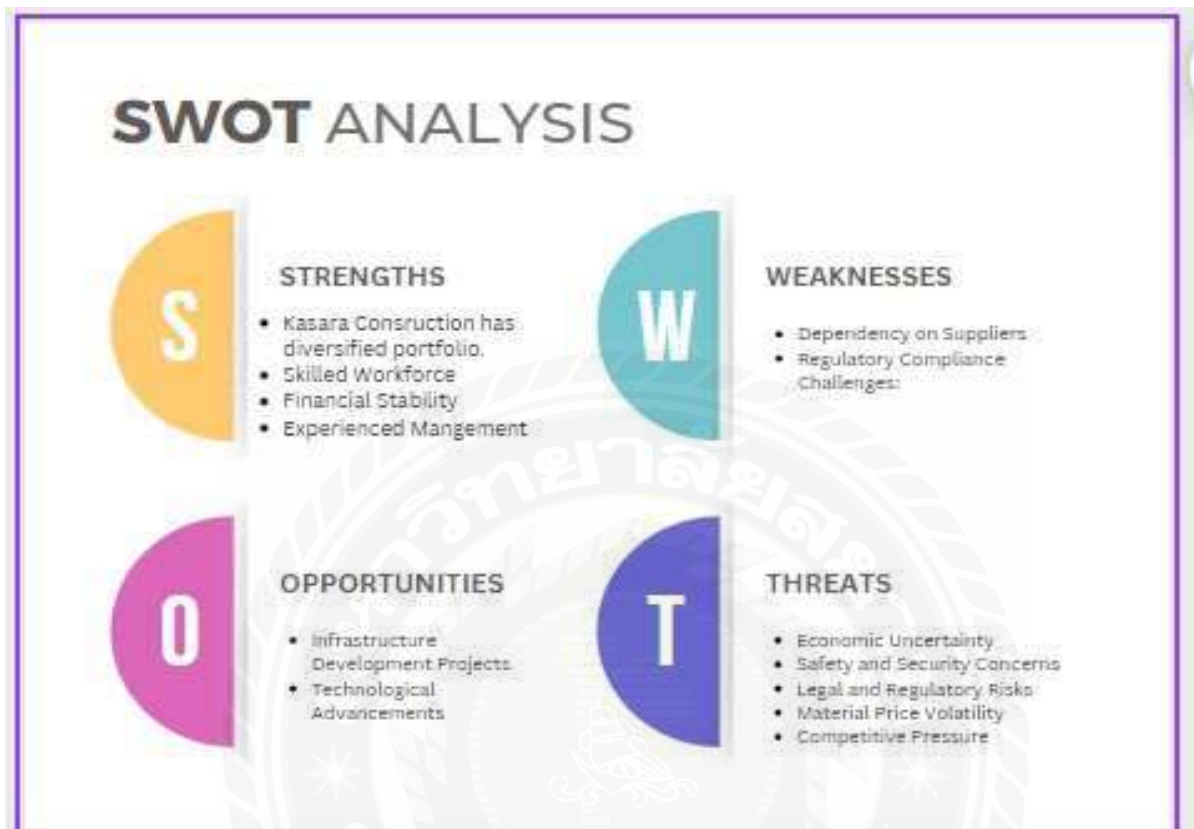 SWOT ANALYSIS
S
STRENGTHS
• Kasara Consruction has
diversified portfolio.
• Skilled Workforce
• Financial Stability
• Experienced Mangement
W
WEAKNESSES
• Dependency on Suppliers
• Regulatory Compliance
Challenges:
O
OPPORTUNITIES
• Infrastructure
Development Projects
• Technological
Advancements
T
THREATS
• Economic Uncertainty
• Safety and Security Concerns
• Legal and Regulatory Risks
• Material Price Volatility
• Competitive Pressure